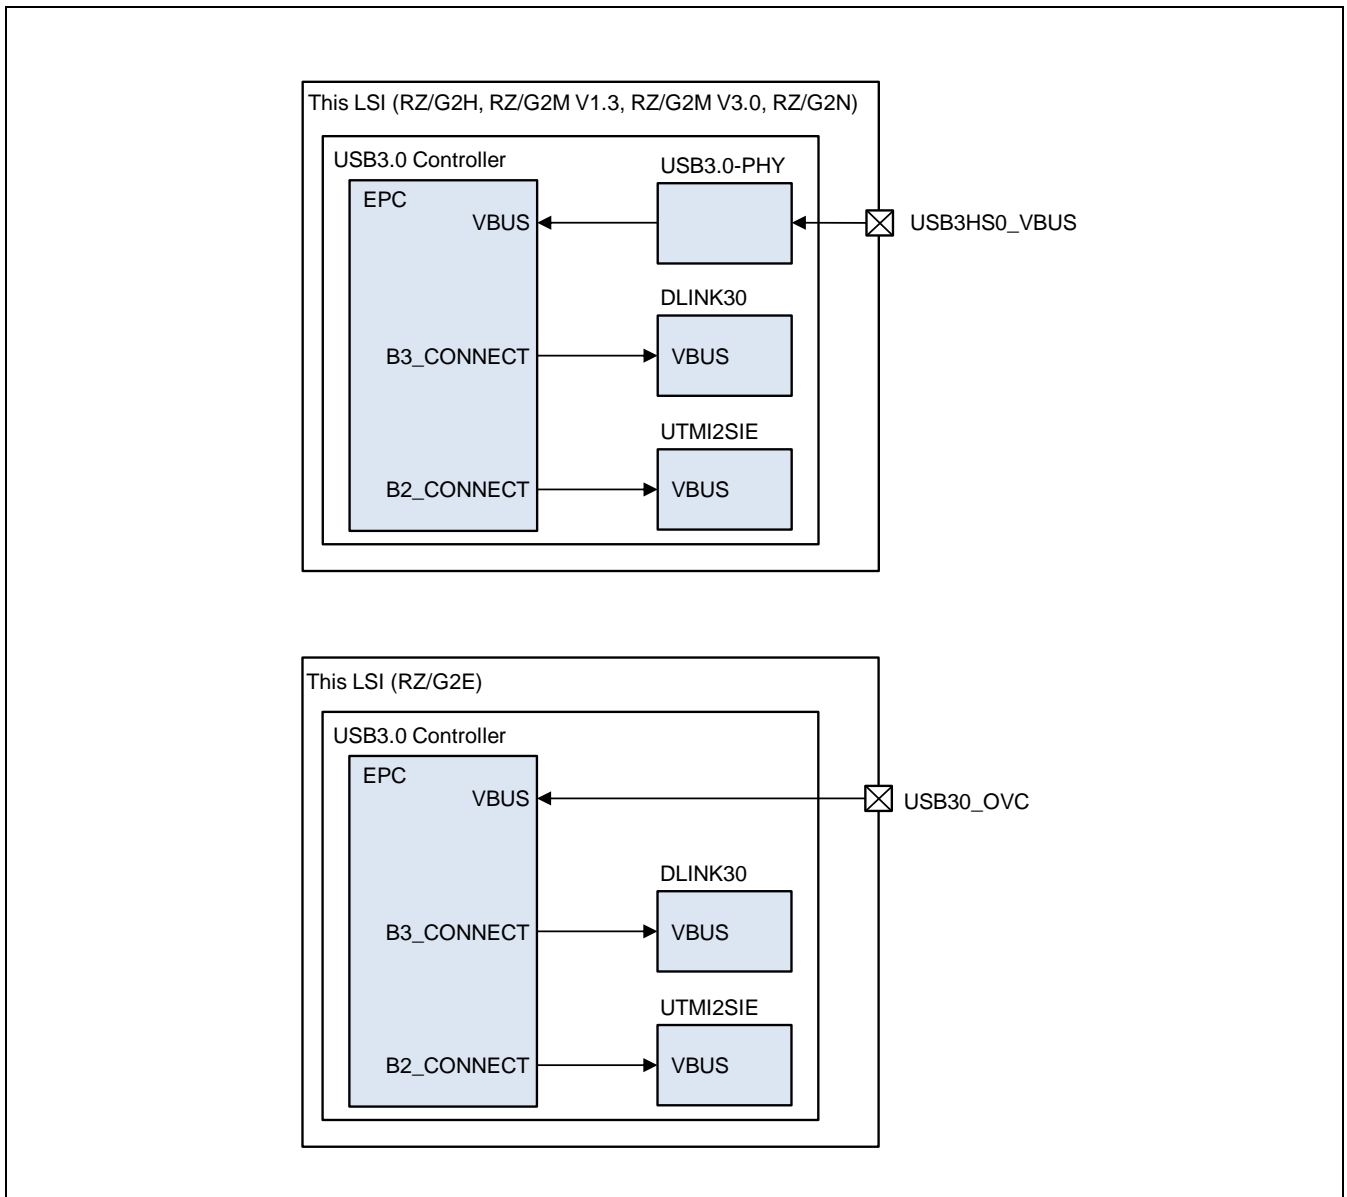 This LSI (RZ/G2H, RZ/G2M V1.3, RZ/G2M V3.0, RZ/G2N)
USB3.0 Controller
USB3.0-PHY
EPC
VBUS
USB3HS0_VBUS
DLINK30
B3_CONNECT
VBUS
UTMI2SIE
B2_CONNECT
VBUS
This LSI (RZ/G2E)
USB3.0 Controller
EPC
VBUS
USB30_OVC
DLINK30
B3_CONNECT
VBUS
UTMI2SIE
B2_CONNECT
VBUS